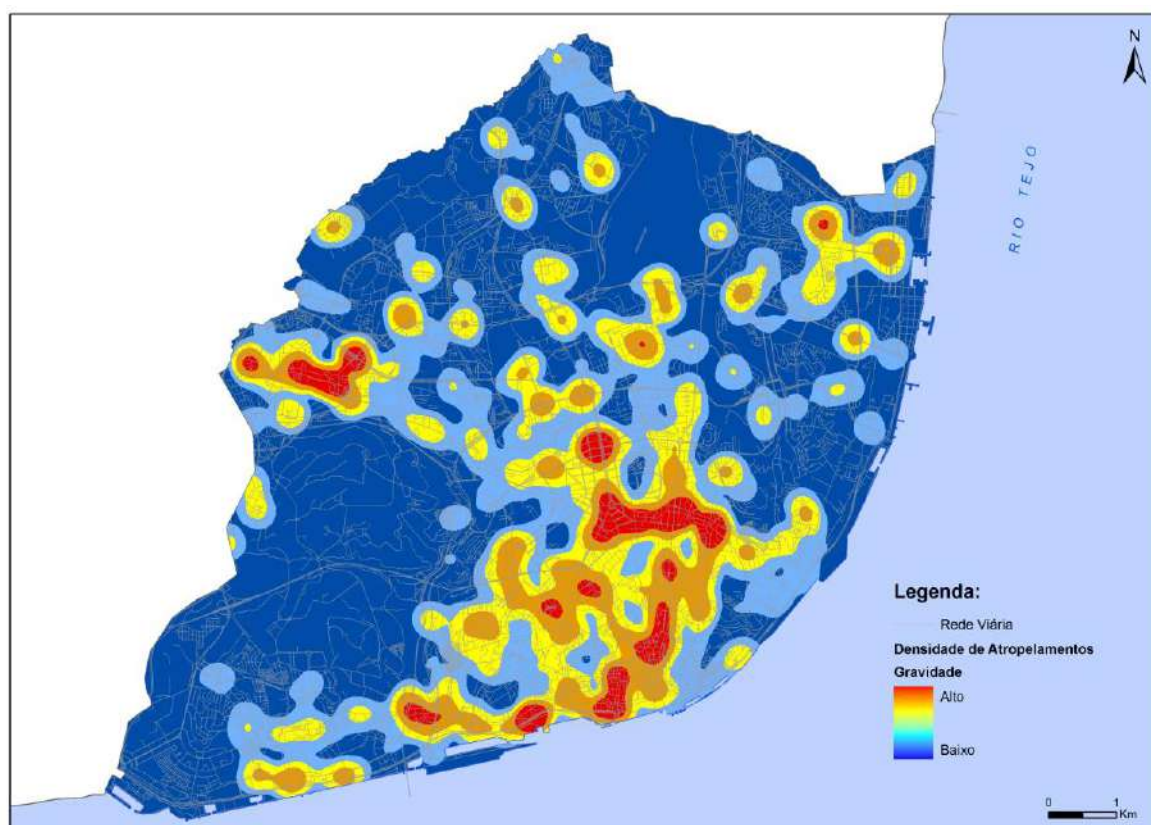 N
RIO TEJO
Legenda:
Rede Viária
Densidade de Atropelamentos
Gravidade
Alto
Baixo
0 1
Km